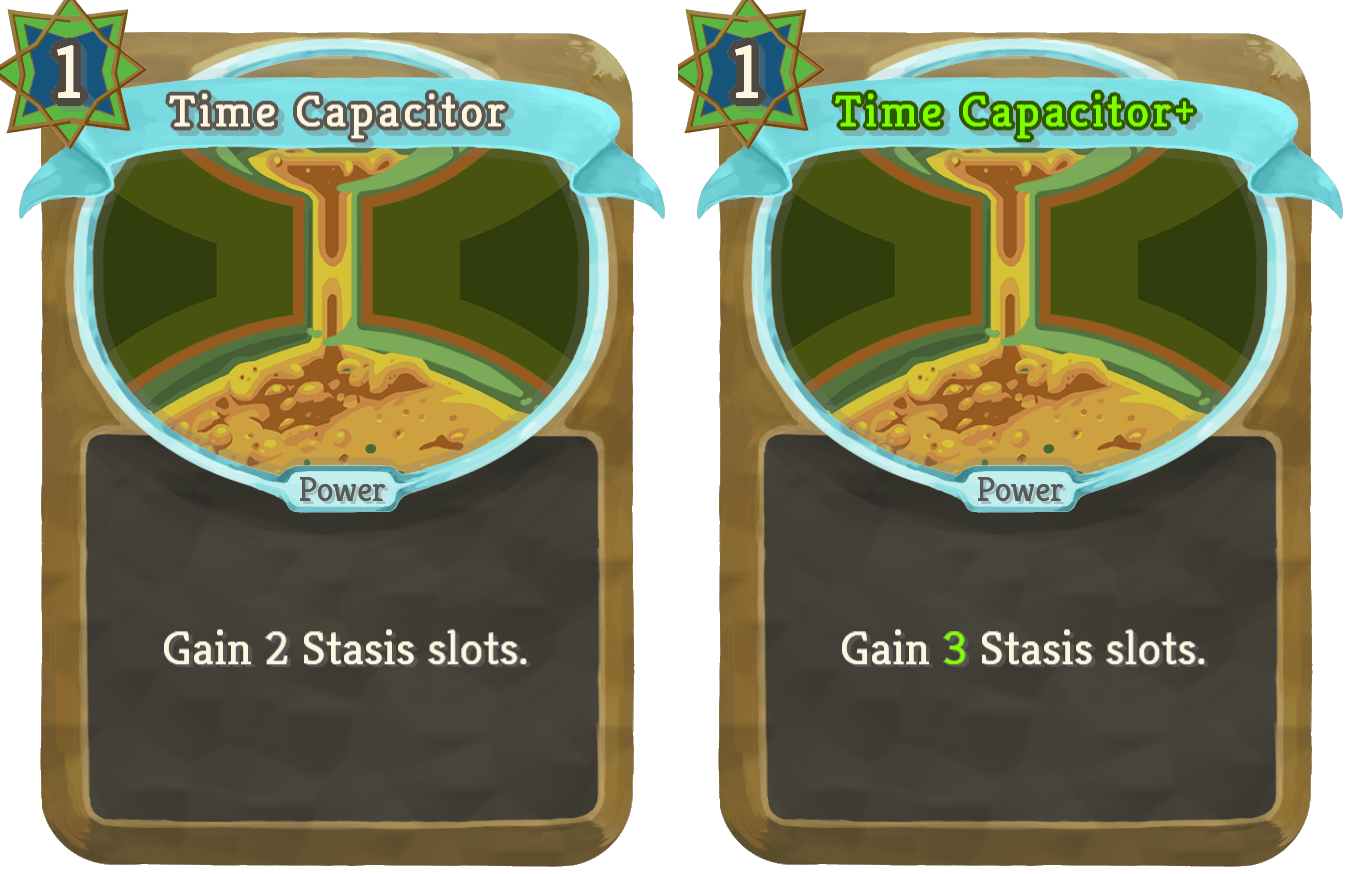 1
Time Capacitor
Power
Gain 2 Stasis slots.
1
Time Capacitor+
Power
Gain 3 Stasis slots.